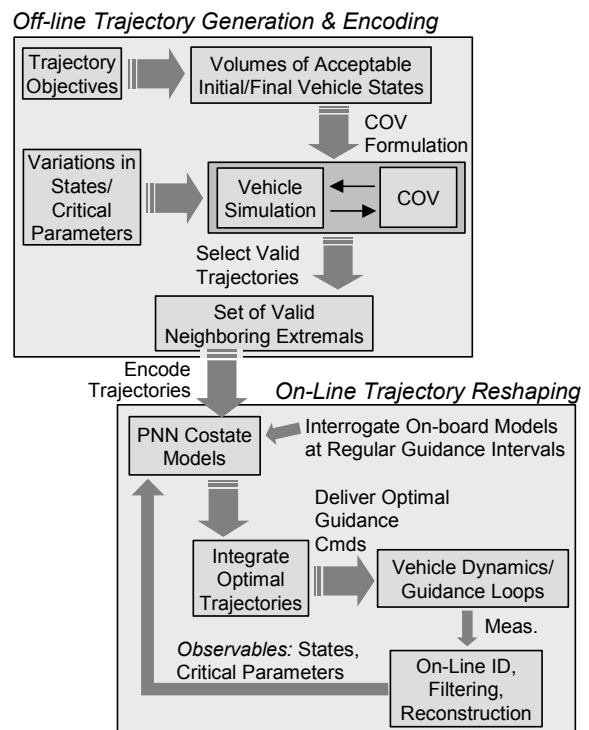 Off-line Trajectory Generation & Encoding
Trajectory
Objectives
Volumes of Acceptable
Initial/Final Vehicle States
COV
Formulation
Variations in
States/
Critical
Parameters
Vehicle
Simulation
COV
Select Valid
Trajectories
Set of Valid
Neighboring Extremals
Encode
Trajectories
On-Line Trajectory Reshaping
PNN Costate
Models
Interrogate On-board Models
at Regular Guidance Intervals
Deliver Optimal
Guidance
Cmds
Integrate
Optimal
Trajectories
Vehicle Dynamics/
Guidance Loops
Meas.
Observables: States,
Critical Parameters
On-Line ID,
Filtering,
Reconstruction